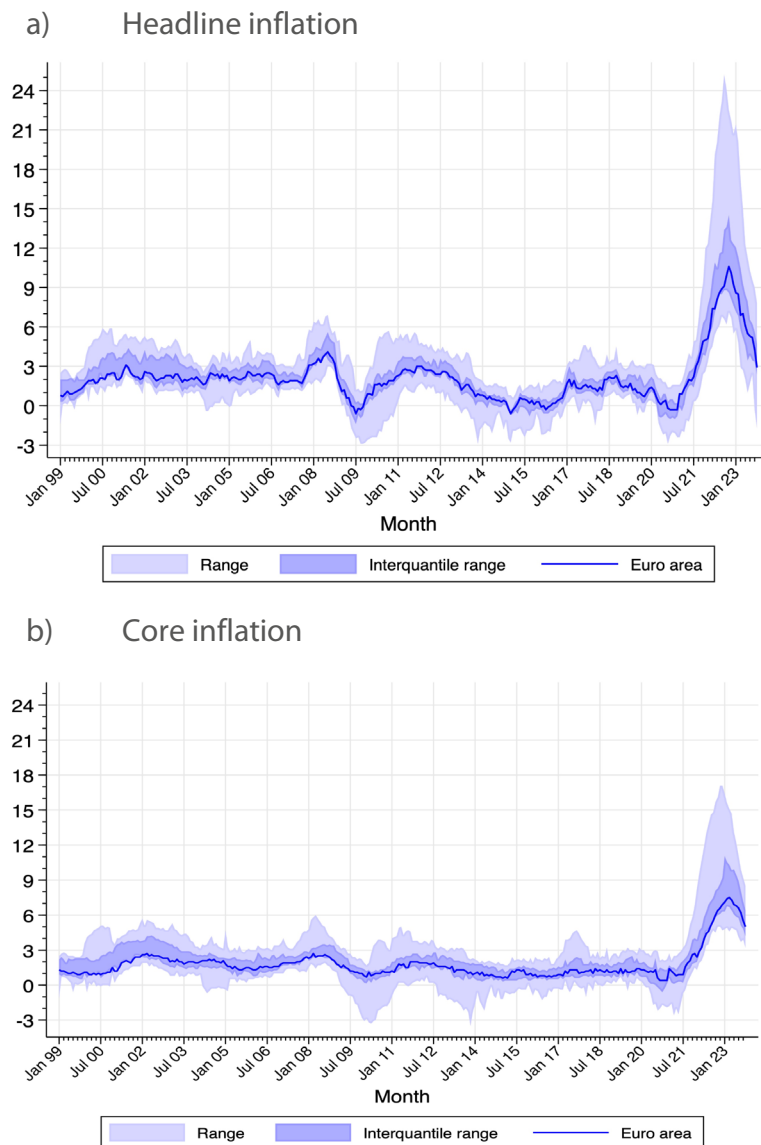 a) Headline inflation
24
21
18
15
12
9
6
3
0
-3
Jan 99 Jul 00 Jan 02 Jul 03 Jan 05 Jul 06 Jan 08 Jul 09 Jan 11 Jul 12 Jan 14 Jul 15 Jan 17 Jul 18 Jan 20 Jul 21 Jan 23
Month
Range Interquantile range Euro area
b) Core inflation
24
21
18
15
12
9
6
3
0
-3
Jan 99 Jul 00 Jan 02 Jul 03 Jan 05 Jul 06 Jan 08 Jul 09 Jan 11 Jul 12 Jan 14 Jul 15 Jan 17 Jul 18 Jan 20 Jul 21 Jan 23
Month
Range Interquantile range Euro area